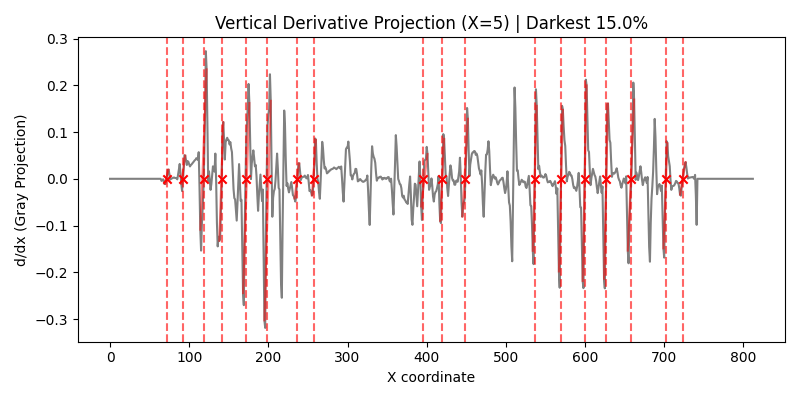 Vertical Derivative Projection (X=5) | Darkest 15.0%
d/dx (Gray Projection)
0.3
0.2
0.1
0.0
−0.1
−0.2
−0.3
0 100 200 300 400 500 600 700 800
X coordinate